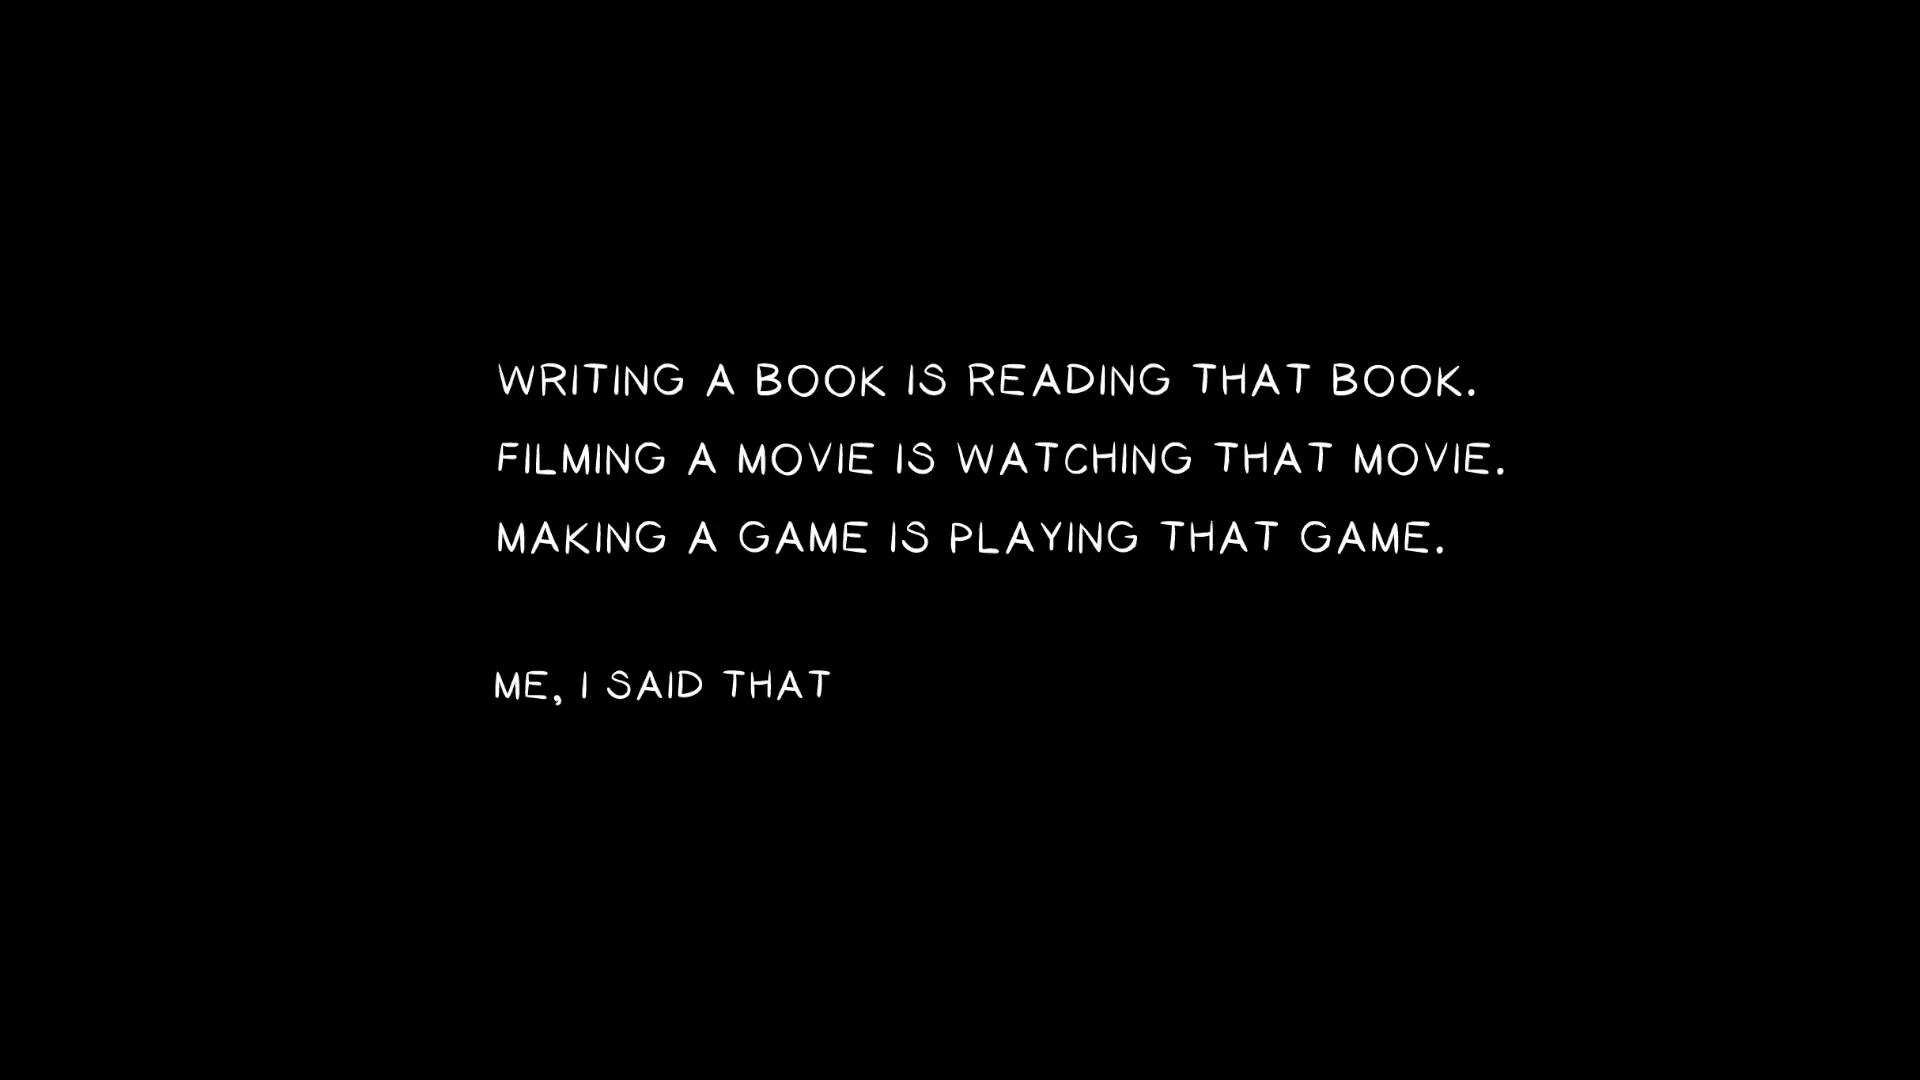 WRITING A BOOK IS READING THAT BOOK.
FILMING A MOVIE IS WATCHING THAT MOVIE.
MAKING A GAME IS PLAYING THAT GAME.
ME, I SAID THAT